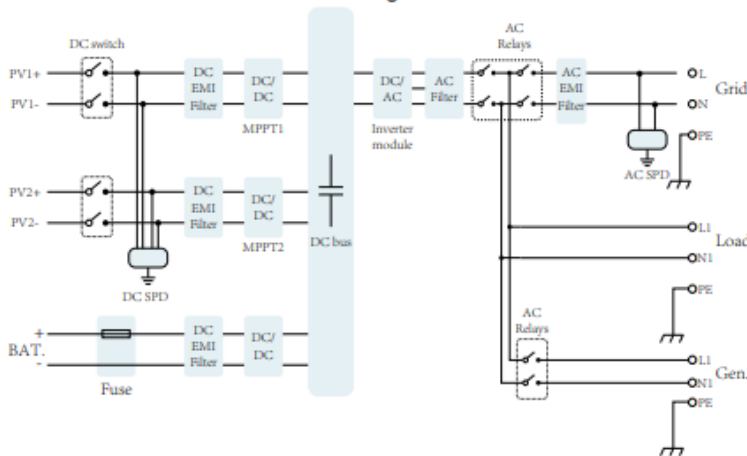 DC switch
AC
Relays
PV1+
PV1-
DC
EMI
Filter
DC/
DC
MPPT1
DC/
AC
Inverter
module
AC
Filter
AC
EMI
Filter
L
N
Grid
PE
AC SPD
PV2+
PV2-
DC
EMI
Filter
DC/
DC
MPPT2
DC bus
DC SPD
L1
N1
Load
PE
+
BAT.
-
Fuse
DC
EMI
Filter
DC/
DC
AC
Relays
L1
N1
Gen.
PE